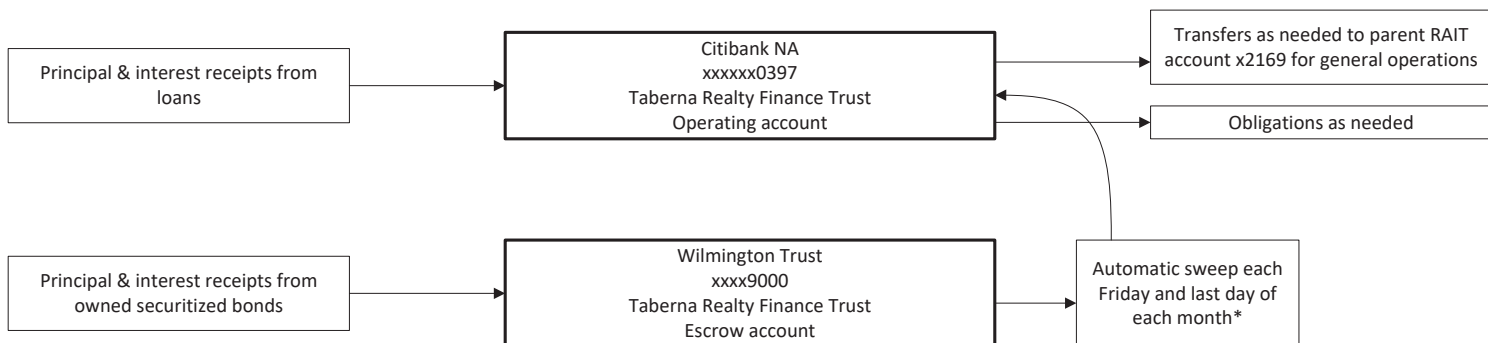 Principal & interest receipts from
loans
Citibank NA
xxxxxx0397
Taberna Realty Finance Trust
Operating account
Transfers as needed to parent RAIT
account x2169 for general operations
Obligations as needed
Principal & interest receipts from
owned securitized bonds
Wilmington Trust
xxxx9000
Taberna Realty Finance Trust
Escrow account
Automatic sweep each
Friday and last day of
each month*